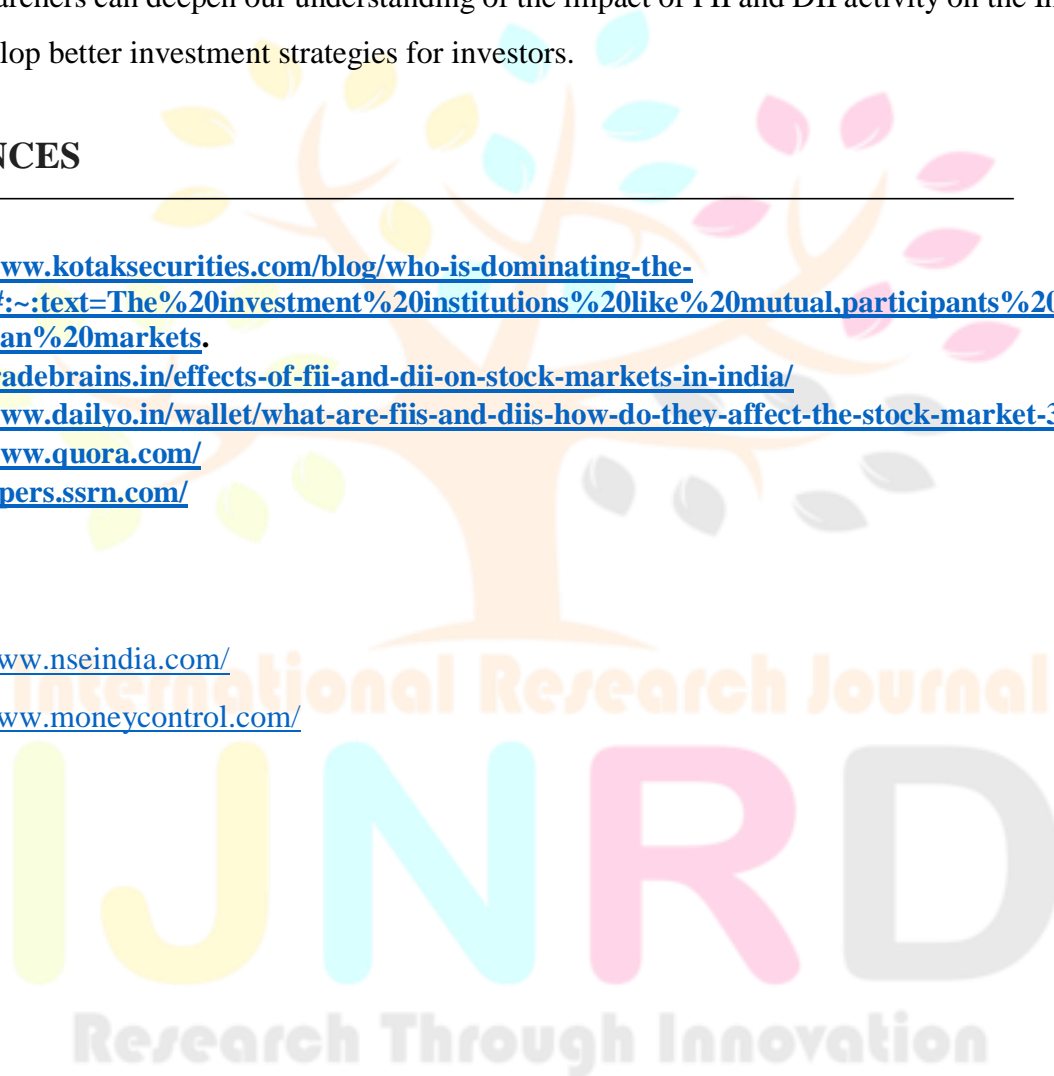 archers can deepen our understanding of the impact of FII and DII activity on the
lop better investment strategies for investors.
NCES
ww.kotaksecurities.com/blog/who-is-dominating-the-
#:~:text=The%20investment%20institutions%20like%20mutual,participants%20
an%20markets.
radebrains.in/effects-of-fii-and-dii-on-stock-markets-in-india/
ww.dailyo.in/wallet/what-are-fiis-and-diis-how-do-they-affect-the-stock-market-3
ww.quora.com/
pers.ssrn.com/
ww.nseindia.com/
International Research Journal
ww.moneycontrol.com/
IJNRD
Research Through Innovation